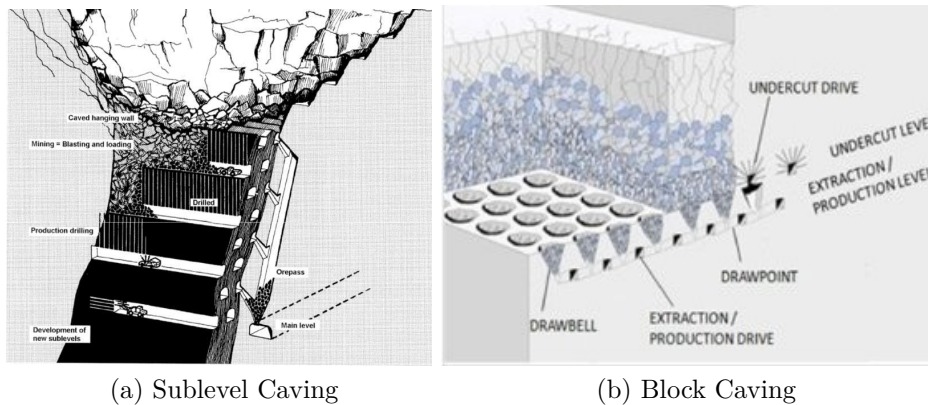 Caved hanging wall
Mining = Blasting and loading
Drilled
Production drilling
Orepass
Development of
new sublevels
Main level
UNDERCUT DRIVE
UNDERCUT LEVEL
EXTRACTION /
PRODUCTION LEVEL
DRAWPOINT
DRAWBELL
EXTRACTION /
PRODUCTION DRIVE
(a) Sublevel Caving
(b) Block Caving